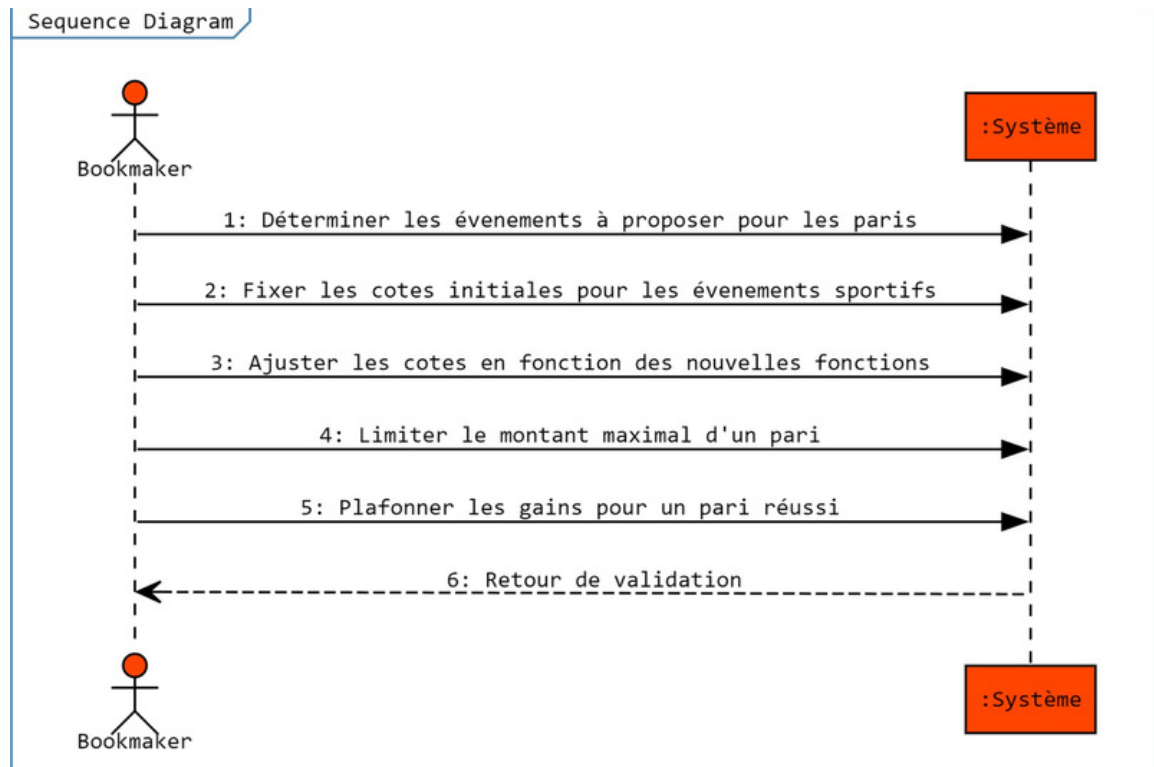 Sequence Diagram
Bookmaker
:Système
1: Déterminer les évenements à proposer pour les paris
2: Fixer les cotes initiales pour les évenements sportifs
3: Ajuster les cotes en fonction des nouvelles fonctions
4: Limiter le montant maximal d'un pari
5: Plafonner les gains pour un pari réussi
6: Retour de validation
Bookmaker
:Système